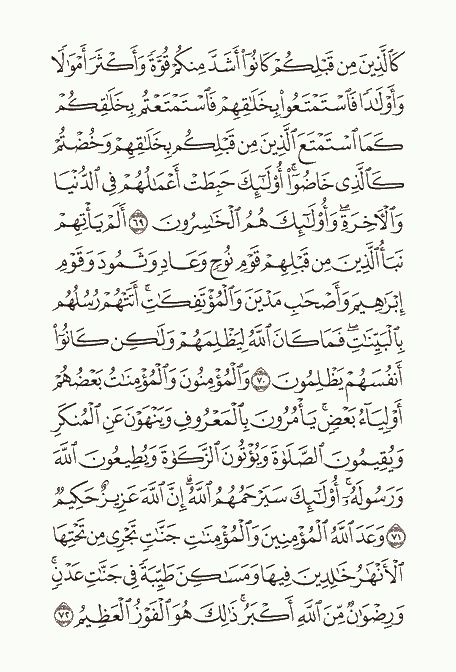 كَٱلَّذِينَ مِن قَبۡلِكُمۡ كَانُوٓاْ أَشَدَّ مِنكُمۡ قُوَّةٗ وَأَكۡثَرَ أَمۡوَٰلٗا
وَأَوۡلَٰدٗا فَٱسۡتَمۡتَعُواْ بِخَلَٰقِهِمۡ فَٱسۡتَمۡتَعۡتُم بِخَلَٰقِكُمۡ
كَمَا ٱسۡتَمۡتَعَ ٱلَّذِينَ مِن قَبۡلِكُم بِخَلَٰقِهِمۡ وَخُضۡتُمۡ
كَٱلَّذِي خَاضُوٓاْۚ أُوْلَٰٓئِكَ حَبِطَتۡ أَعۡمَٰلُهُمۡ فِي ٱلدُّنۡيَا
وَٱلۡأٓخِرَةِۖ وَأُوْلَٰٓئِكَ هُمُ ٱلۡخَٰسِرُونَ ٦٩ أَلَمۡ يَأۡتِهِمۡ
نَبَأُ ٱلَّذِينَ مِن قَبۡلِهِمۡ قَوۡمِ نُوحٖ وَعَادٖ وَثَمُودَ وَقَوۡمِ
إِبۡرَٰهِيمَ وَأَصۡحَٰبِ مَدۡيَنَ وَٱلۡمُؤۡتَفِكَٰتِۚ أَتَتۡهُمۡ رُسُلُهُم
بِٱلۡبَيِّنَٰتِۖ فَمَا كَانَ ٱللَّهُ لِيَظۡلِمَهُمۡ وَلَٰكِن كَانُوٓاْ
أَنفُسَهُمۡ يَظۡلِمُونَ ٧٠ وَٱلۡمُؤۡمِنُونَ وَٱلۡمُؤۡمِنَٰتُ بَعۡضُهُمۡ
أَوۡلِيَآءُ بَعۡضٖۚ يَأۡمُرُونَ بِٱلۡمَعۡرُوفِ وَيَنۡهَوۡنَ عَنِ ٱلۡمُنكَرِ
وَيُقِيمُونَ ٱلصَّلَوٰةَ وَيُؤۡتُونَ ٱلزَّكَوٰةَ وَيُطِيعُونَ ٱللَّهَ
وَرَسُولَهُۥٓۚ أُوْلَٰٓئِكَ سَيَرۡحَمُهُمُ ٱللَّهُۗ إِنَّ ٱللَّهَ عَزِيزٌ حَكِيمٞ
٧١ وَعَدَ ٱللَّهُ ٱلۡمُؤۡمِنِينَ وَٱلۡمُؤۡمِنَٰتِ جَنَّٰتٖ تَجۡرِي مِن تَحۡتِهَا
ٱلۡأَنۡهَٰرُ خَٰلِدِينَ فِيهَا وَمَسَٰكِنَ طَيِّبَةٗ فِي جَنَّٰتِ عَدۡنٖۚ
وَرِضۡوَٰنٞ مِّنَ ٱللَّهِ أَكۡبَرُۚ ذَٰلِكَ هُوَ ٱلۡفَوۡزُ ٱلۡعَظِيمُ ٧٢